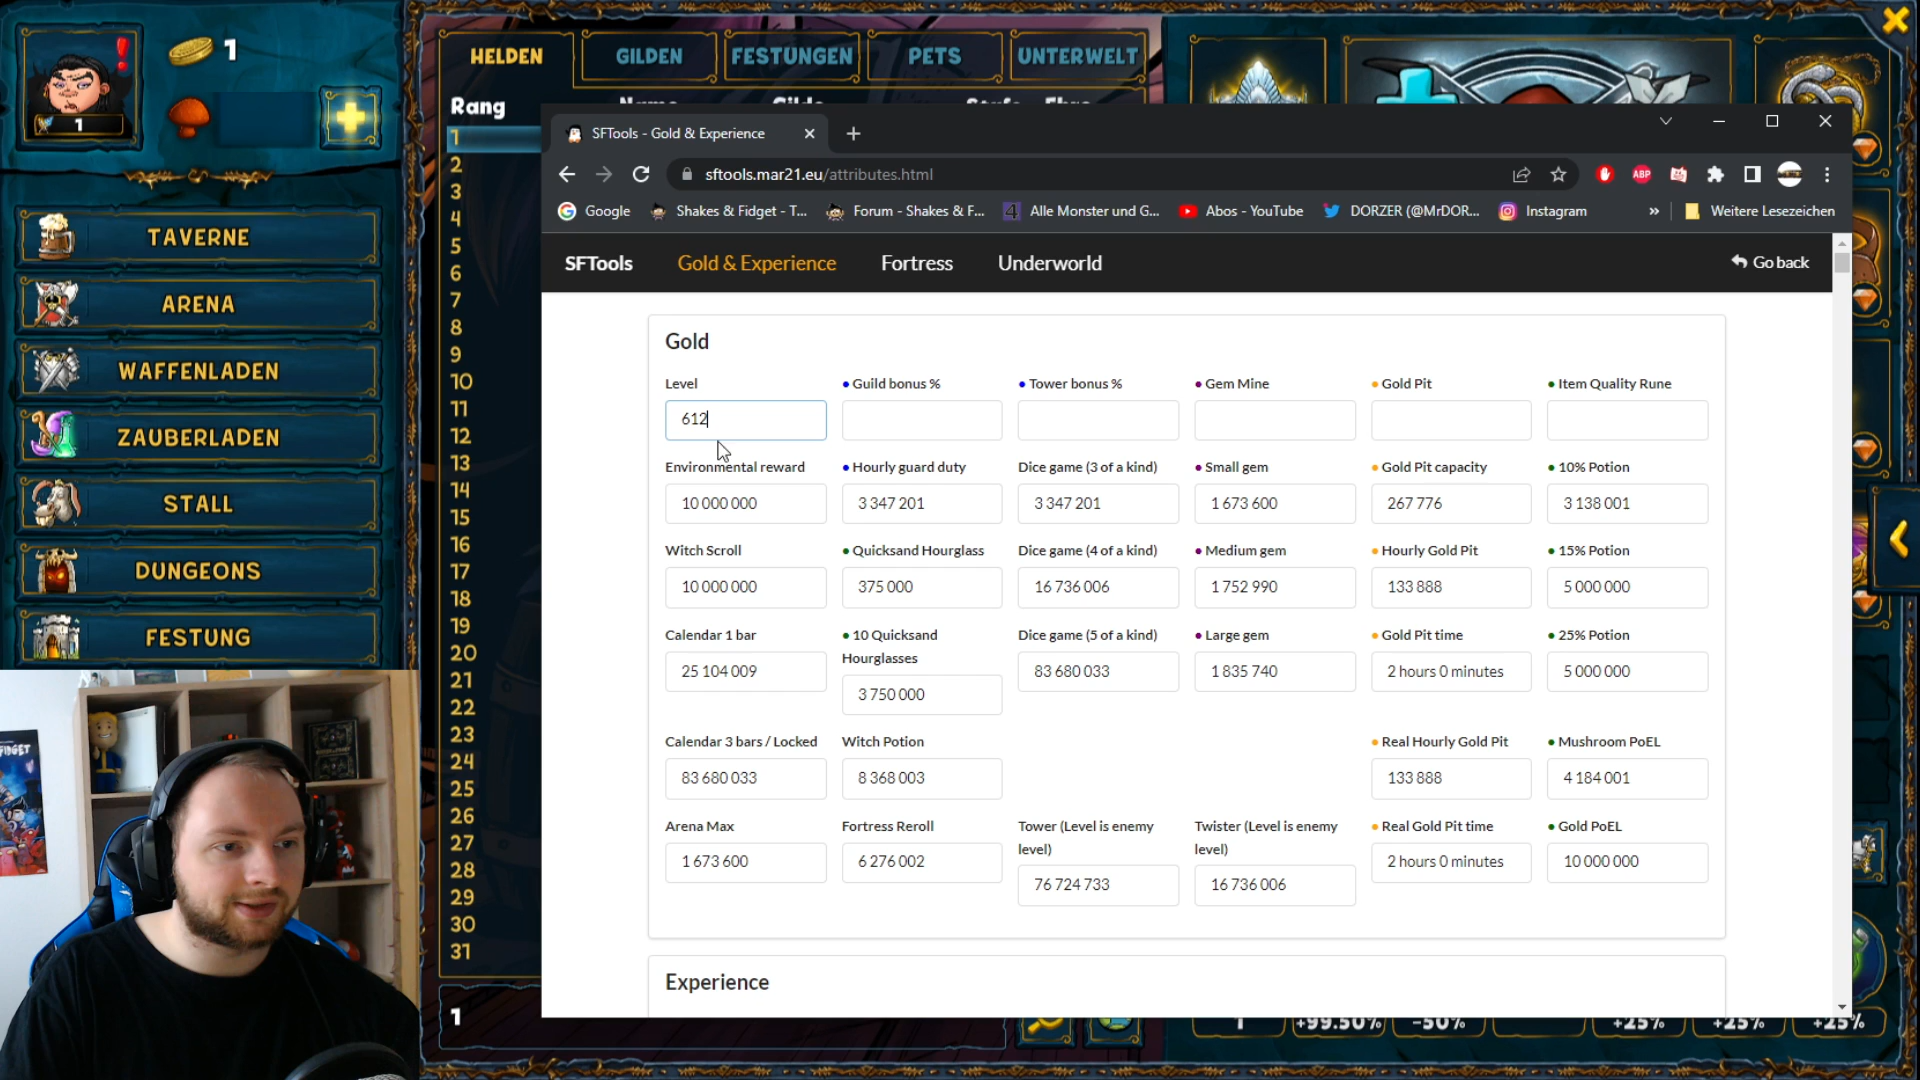 1
1
HELDEN
GILDEN
FESTUNGEN
PETS
UNTERWELT
Rang
SFTools - Gold & Experience
sftools.mar21.eu/attributes.html
ABP
Google
Shakes & Fidget - T...
Forum - Shakes & F...
Alle Monster und G...
Abos - YouTube
DORZER (@MrDOR...
Instagram
»
Weitere Lesezeichen
SFTools
Gold & Experience
Fortress
Underworld
Go back
TAVERNE
ARENA
WAFFENLADEN
ZAUBERLADEN
STALL
DUNGEONS
FESTUNG
1
2
3
4
5
6
7
8
9
10
11
12
13
14
15
16
17
18
19
20
21
22
23
24
25
26
27
28
29
30
31
Gold
Level
Guild bonus %
Tower bonus %
Gem Mine
Gold Pit
Item Quality Rune
612
Environmental reward
Hourly guard duty
Dice game (3 of a kind)
Small gem
Gold Pit capacity
10% Potion
10 000 000
3 347 201
3 347 201
1 673 600
267 776
3 138 001
Witch Scroll
Quicksand Hourglass
Dice game (4 of a kind)
Medium gem
Hourly Gold Pit
15% Potion
10 000 000
375 000
16 736 006
1 752 990
133 888
5 000 000
Calendar 1 bar
10 Quicksand
Hourglasses
Dice game (5 of a kind)
Large gem
Gold Pit time
25% Potion
25 104 009
3 750 000
83 680 033
1 835 740
2 hours 0 minutes
5 000 000
Calendar 3 bars / Locked
Witch Potion
Real Hourly Gold Pit
Mushroom PoEL
83 680 033
8 368 003
133 888
4 184 001
Arena Max
Fortress Reroll
Tower (Level is enemy
level)
Twister (Level is enemy
level)
Real Gold Pit time
Gold PoEL
1 673 600
6 276 002
76 724 733
16 736 006
2 hours 0 minutes
10 000 000
Experience
1
1
+99.50%
-50%
+25%
+25%
+25%